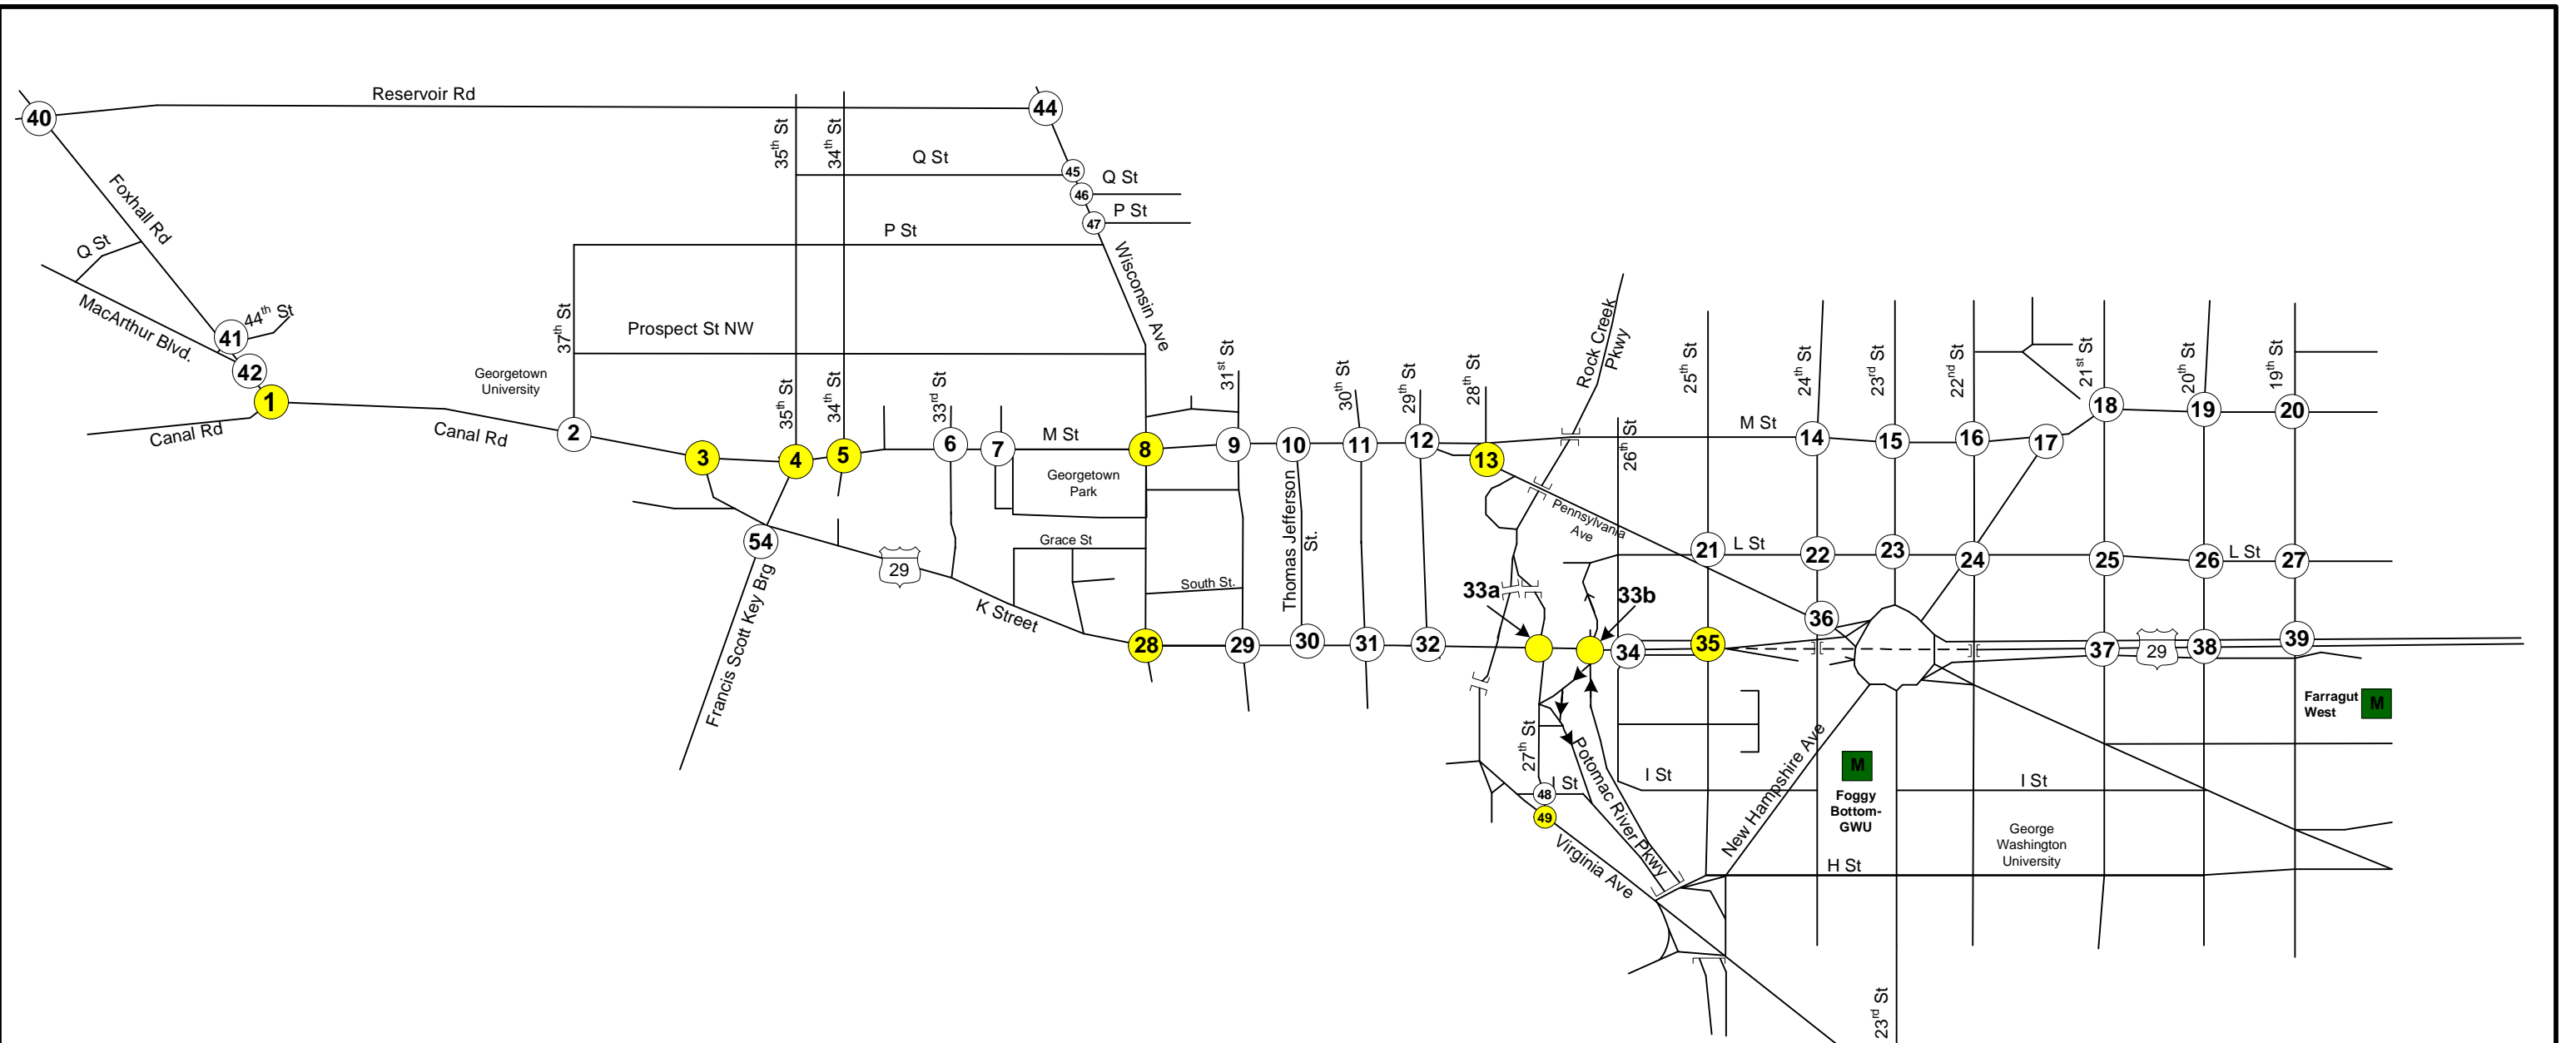 Reservoir Rd
40
44
35th St
34th St
Q St
45
Q St
46
P St
47
Foxhall Rd
P St
Q St
Wisconsin Ave
MacArthur Blvd.
44th St
41
37th St
Prospect St NW
Rock Creek
Pkwy
42
Georgetown
University
1
Canal Rd
Canal Rd
2
3
35th St
4
34th St
5
33rd St
6
7
M St
8
31st St
9
10
30th St
11
29th St
12
28th St
13
26th St
25th St
M St
24th St
14
23rd St
15
22nd St
16
17
21st St
18
20th St
19
19th St
20
Georgetown
Park
Thomas Jefferson
St.
Pennsylvania
Ave
54
29
Grace St
South St.
K Street
Francis Scott Key Brg
21
L St
22
23
24
25
26
L St
27
33a
33b
36
28
29
30
31
32
34
35
37
29
38
39
Farragut
West
M
27th St
Potomac River Pkwy
I St
48
49
Virginia Ave
I St
New Hampshire Ave
M
Foggy
Bottom-
GWU
I St
George
Washington
University
H St
23rd St